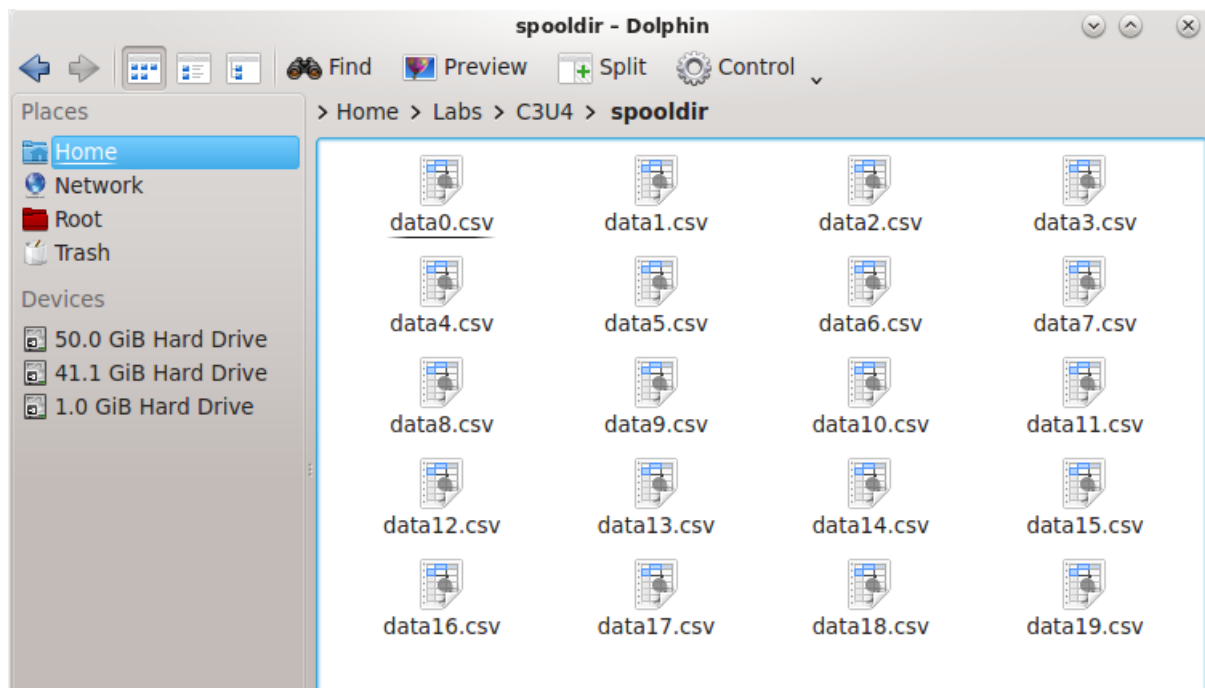 spooldir – Dolphin
Find Preview Split Control
Places
> Home > Labs > C3U4 > spooldir
Home
Network
Root
Trash
Devices
50.0 GiB Hard Drive
41.1 GiB Hard Drive
1.0 GiB Hard Drive
data0.csv data1.csv data2.csv data3.csv
data4.csv data5.csv data6.csv data7.csv
data8.csv data9.csv data10.csv data11.csv
data12.csv data13.csv data14.csv data15.csv
data16.csv data17.csv data18.csv data19.csv